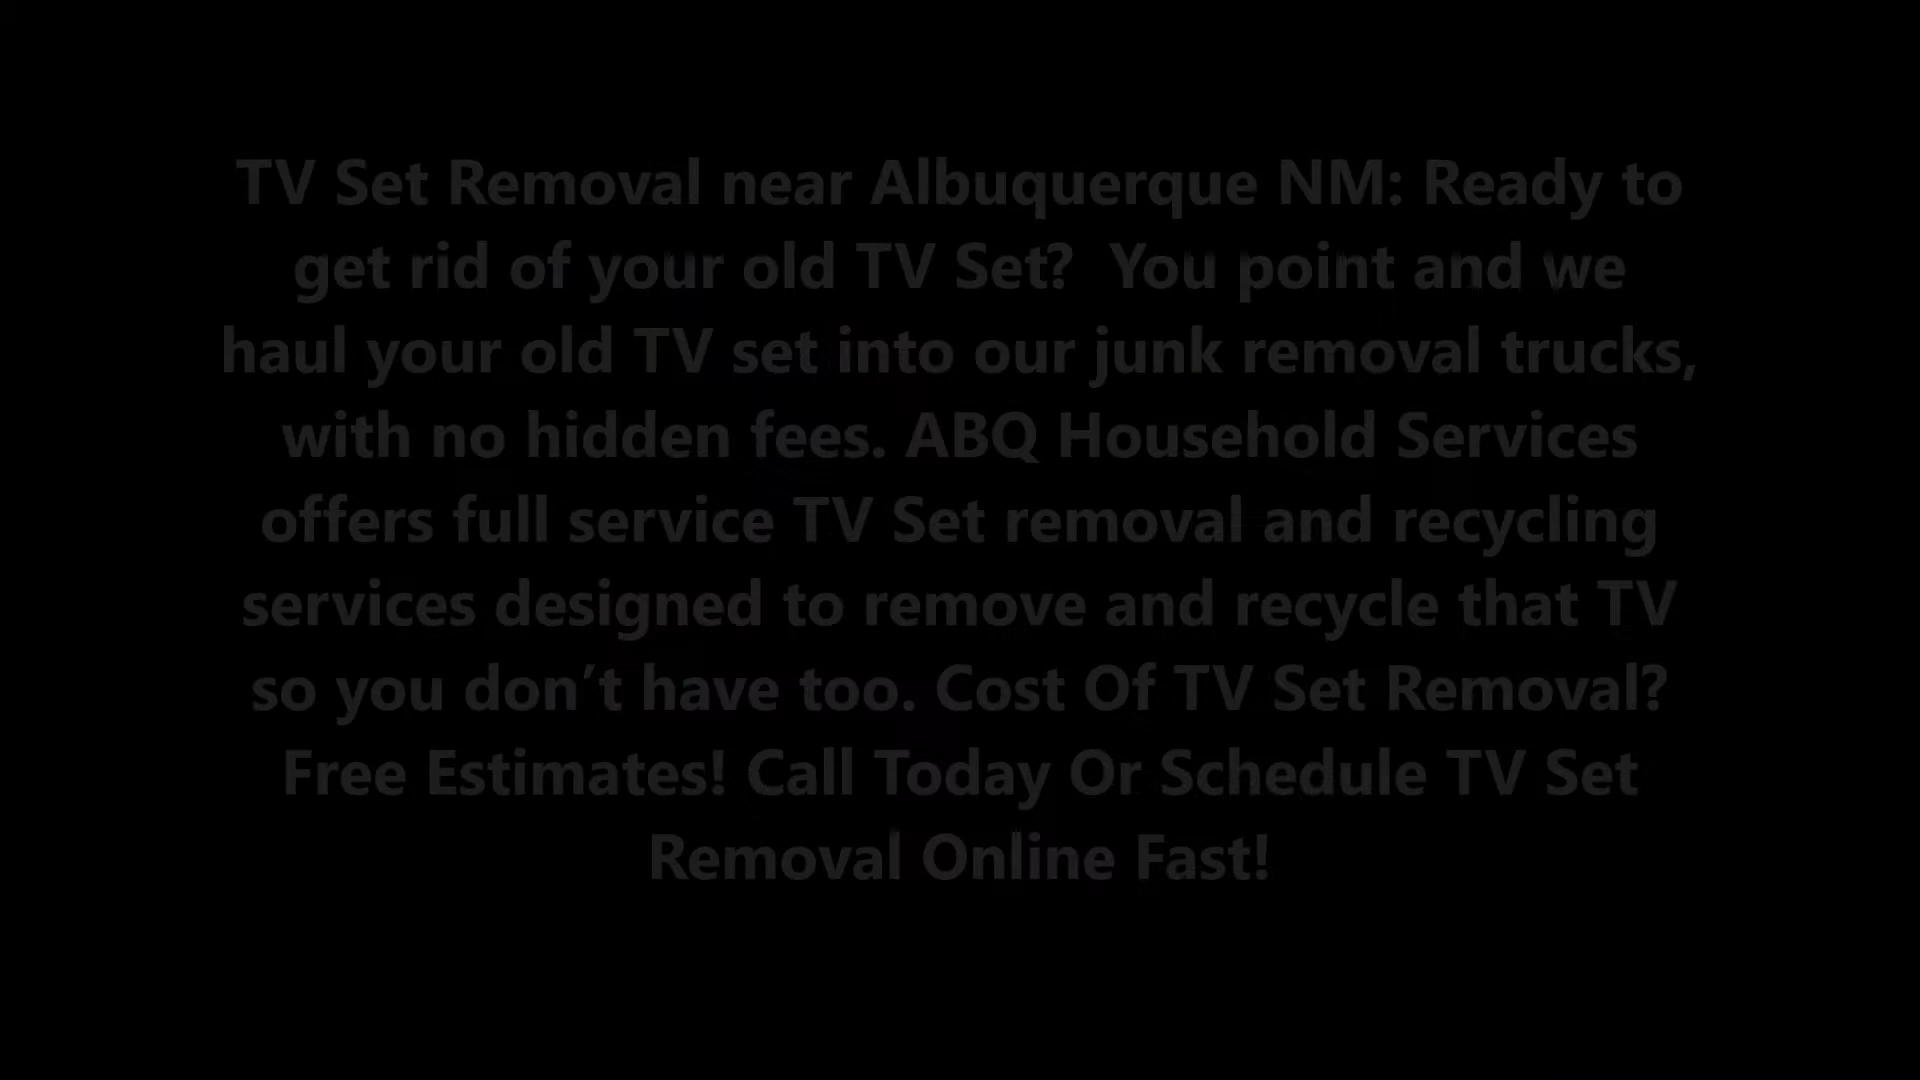 TV Set Removal near Albuquerque NM: Ready to
get rid of your old TV Set?  You point and we
haul your old TV set into our junk removal trucks,
with no hidden fees. ABQ Household Services
offers full service TV Set removal and recycling
services designed to remove and recycle that TV
so you don’t have too. Cost Of TV Set Removal?
Free Estimates! Call Today Or Schedule TV Set
Removal Online Fast!